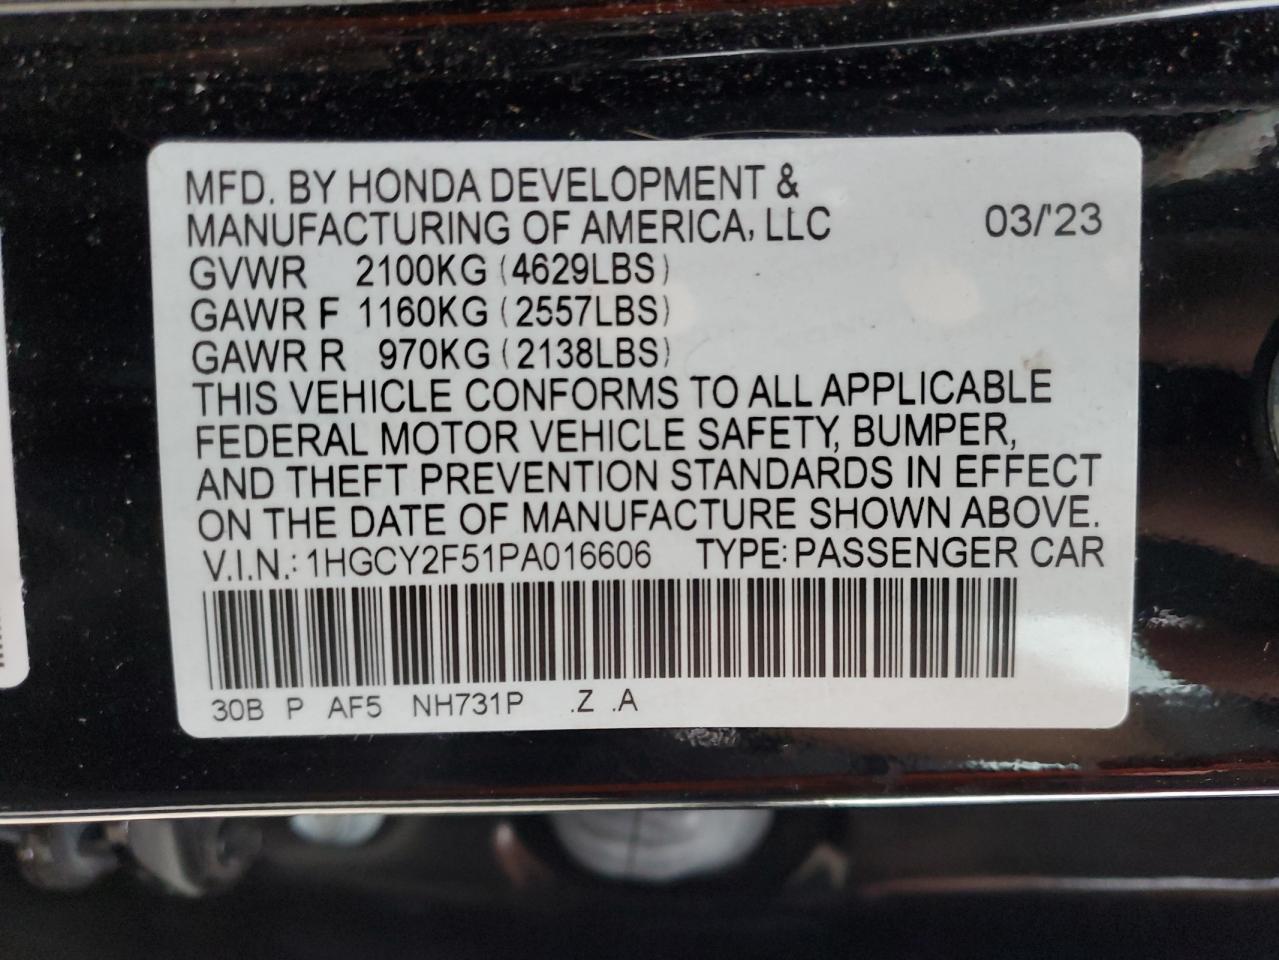 MFD. BY HONDA DEVELOPMENT &
MANUFACTURING OF AMERICA, LLC 03/'23
GVWR 2100KG (4629LBS)
GAWR F 1160KG (2557LBS)
GAWR R 970KG (2138LBS)
THIS VEHICLE CONFORMS TO ALL APPLICABLE
FEDERAL MOTOR VEHICLE SAFETY, BUMPER,
AND THEFT PREVENTION STANDARDS IN EFFECT
ON THE DATE OF MANUFACTURE SHOWN ABOVE.
V.I.N.: 1HGCY2F51PA016606 TYPE: PASSENGER CAR
30B P AF5 NH731P .Z .A